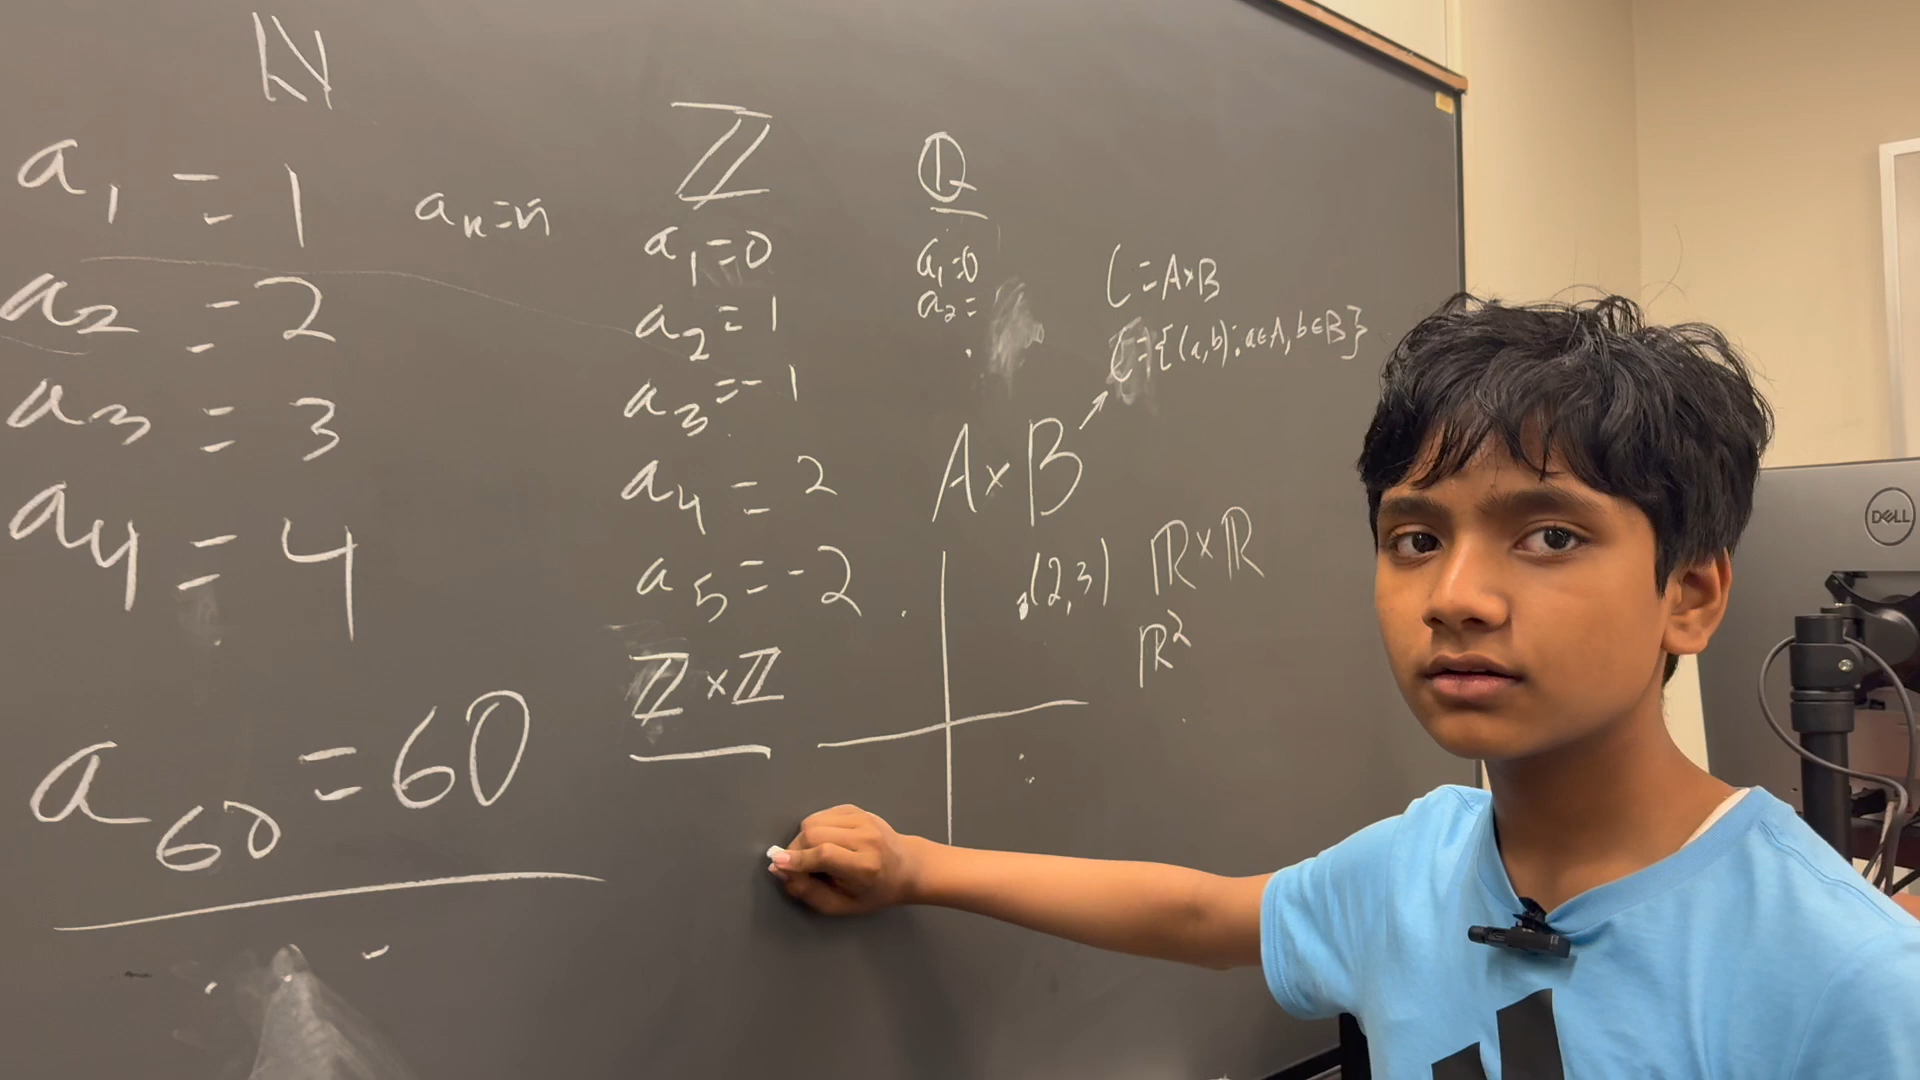 ℕ
a₁ = 1
aₙ=n
a₂ = 2
a₃ = 3
a₄ = 4
a₆₀ = 60
ℤ
a₁=0
a₂=1
a₃=-1
a₄=2
a₅=-2
ℤ×ℤ
ℚ
a₁=0
a₂=
C=A×B
C={(a,b):a∈A,b∈B}
A×B
(2,3)
ℝ×ℝ
ℝ²
DELL